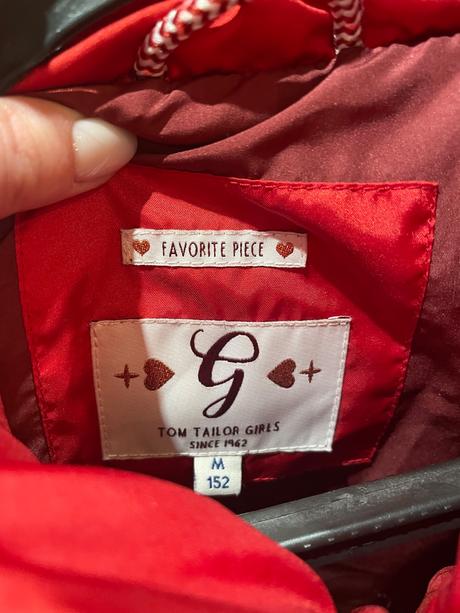 FAVORITE PIECE
G
TOM TAILOR GIRLS
SINCE 1962
M
152